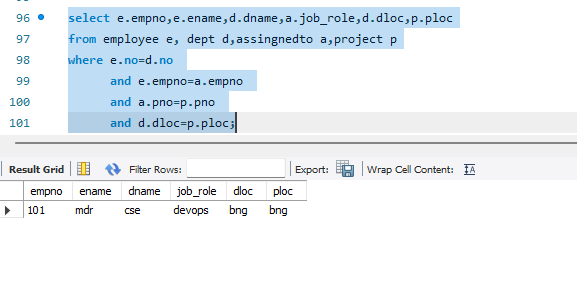 96 select e.empno,e.ename,d.dname,a.job_role,d.dloc,p.ploc
97 from employee e, dept d,assingnedto a,project p
98 where e.no=d.no
99 and e.empno=a.empno
100 and a.pno=p.pno
101 and d.dloc=p.ploc;
Result Grid Filter Rows: Export: Wrap Cell Content:
empno ename dname job_role dloc ploc
101 mdr cse devops bng bng